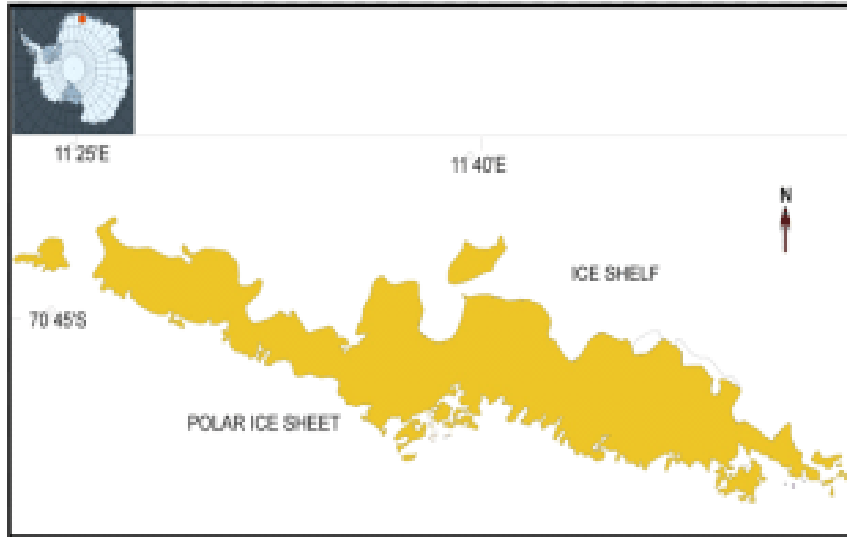 11 25'E
11 40'E
N
ICE SHELF
70 45'S
POLAR ICE SHEET